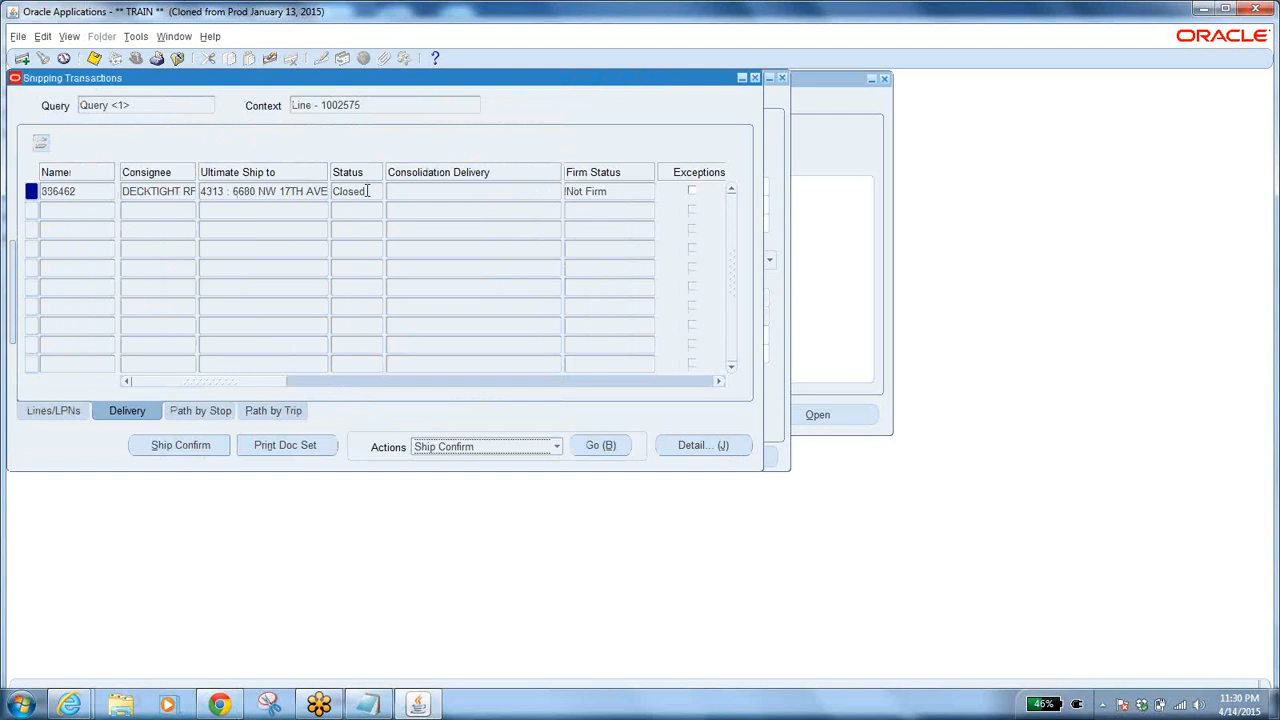 Oracle Applications - ** TRAIN ** (Cloned from Prod January 13, 2015)
File Edit View Folder Tools Window Help
ORACLE
Shipping Transactions
Query Query <1> Context Line - 1002575
Name Consignee Ultimate Ship to Status Consolidation Delivery Firm Status Exceptions
336462 DECKTIGHT RF 4313 : 6680 NW 17TH AVE Closed Not Firm
Lines/LPNs Delivery Path by Stop Path by Trip
Open
Ship Confirm Print Doc Set Actions Ship Confirm Go (B) Detail... (J)
46%
11:30 PM
4/14/2015